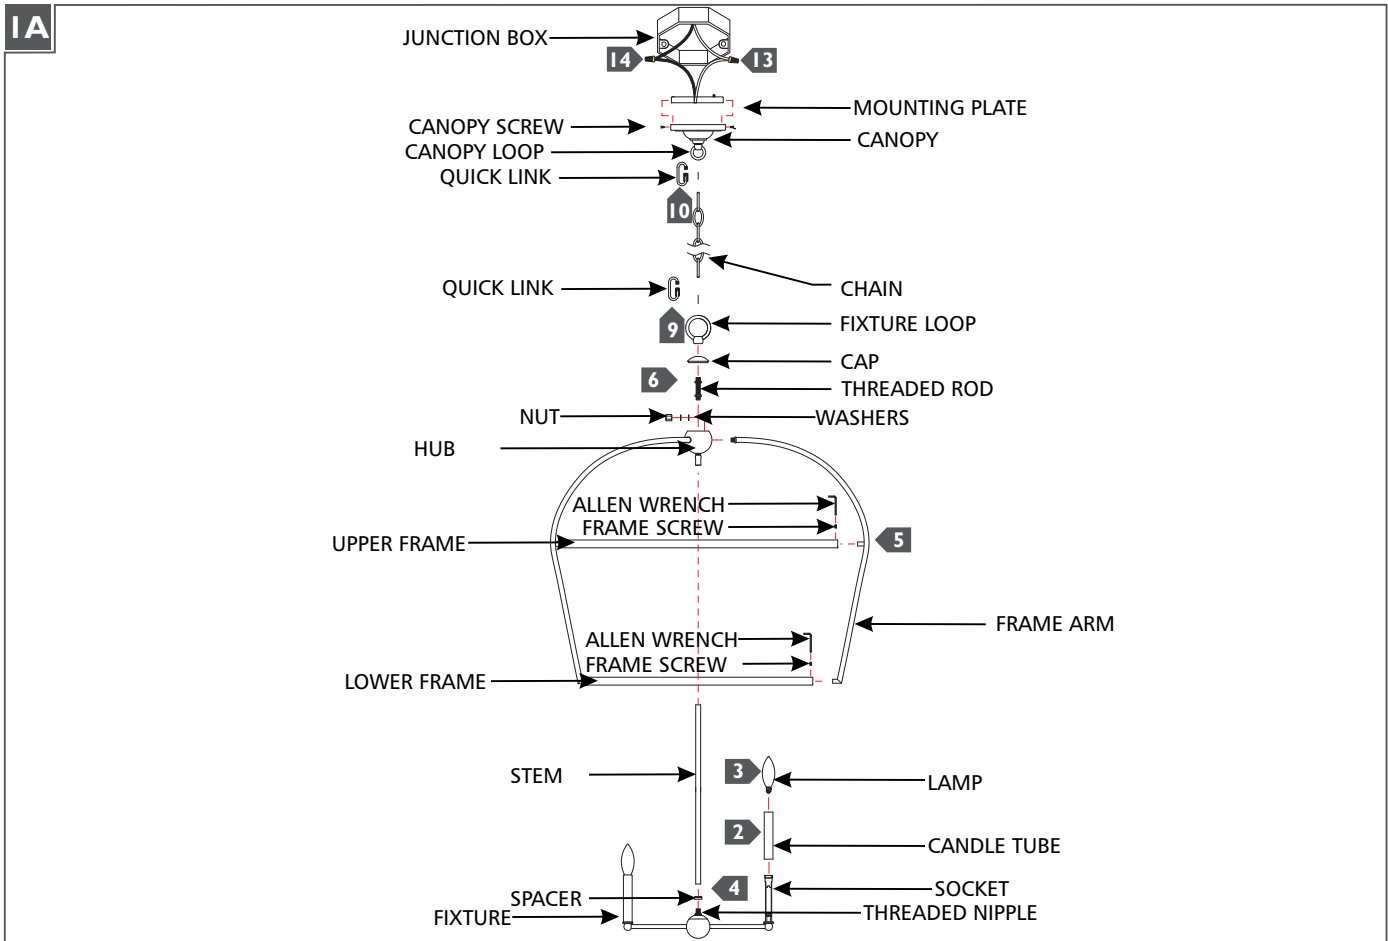 1A
JUNCTION BOX
14
13
MOUNTING PLATE
CANOPY SCREW
CANOPY
CANOPY LOOP
QUICK LINK
10
QUICK LINK
CHAIN
9
FIXTURE LOOP
CAP
6
THREADED ROD
NUT
WASHERS
HUB
ALLEN WRENCH
FRAME SCREW
UPPER FRAME
5
FRAME ARM
ALLEN WRENCH
FRAME SCREW
LOWER FRAME
STEM
3
LAMP
2
CANDLE TUBE
4
SOCKET
SPACER
THREADED NIPPLE
FIXTURE